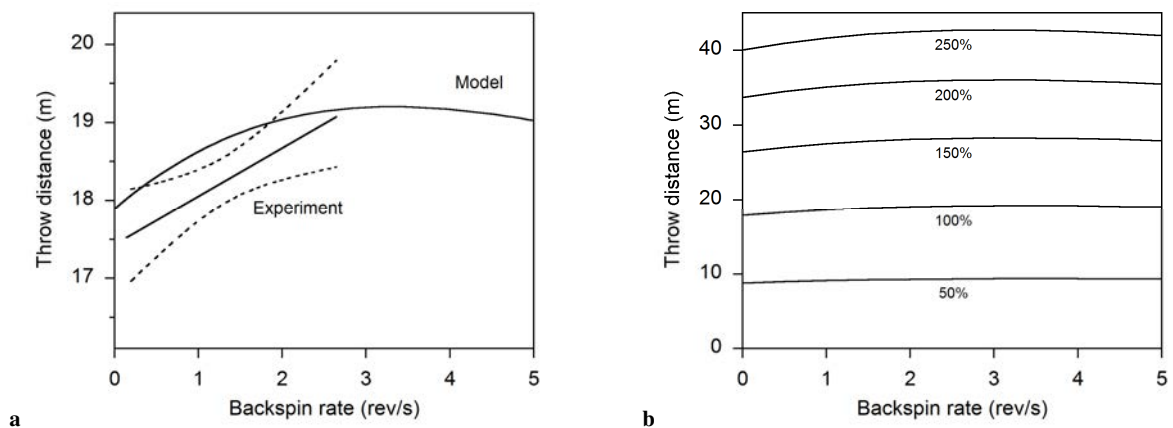 20
19
18
17
Throw distance (m)
Model
Experiment
0 1 2 3 4 5
Backspin rate (rev/s)
a
40
30
20
10
0
Throw distance (m)
250%
200%
150%
100%
50%
0 1 2 3 4 5
Backspin rate (rev/s)
b